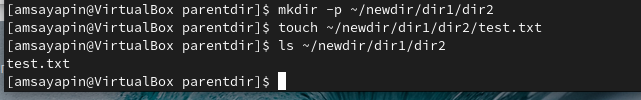 [amsayapin@VirtualBox parentdir]$ mkdir -p ~/newdir/dir1/dir2
[amsayapin@VirtualBox parentdir]$ touch ~/newdir/dir1/dir2/test.txt
[amsayapin@VirtualBox parentdir]$ ls ~/newdir/dir1/dir2
test.txt
[amsayapin@VirtualBox parentdir]$